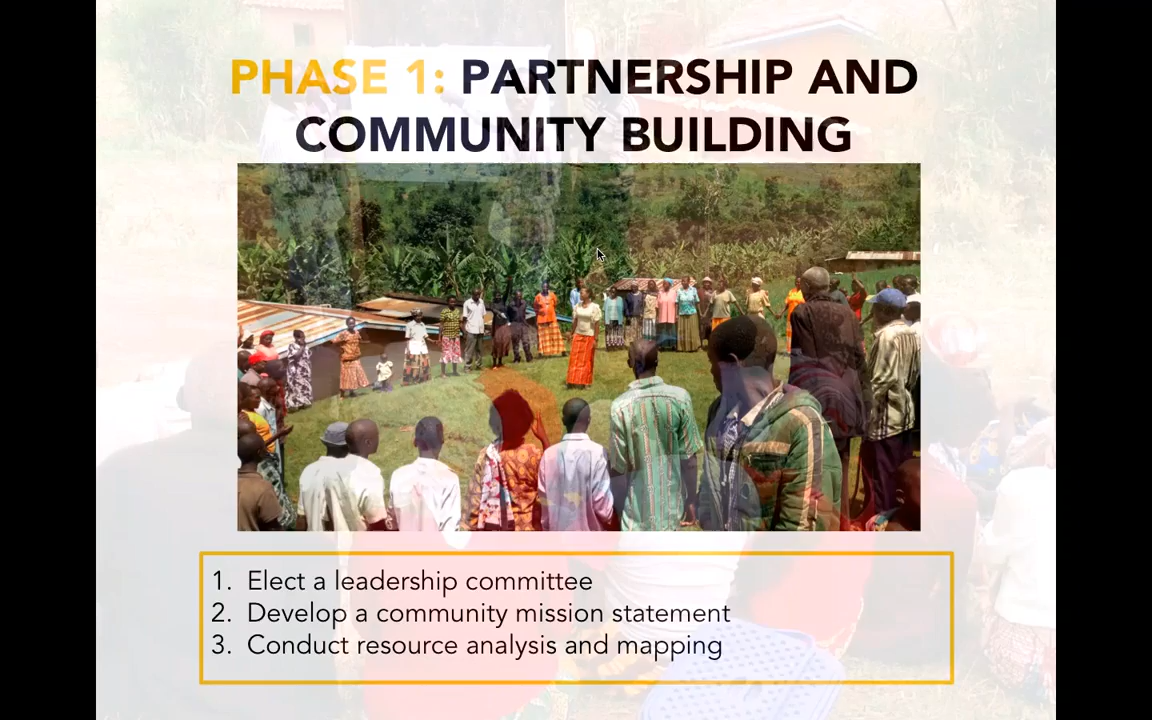 PHASE 1: PARTNERSHIP AND
COMMUNITY BUILDING
1. Elect a leadership committee
2. Develop a community mission statement
3. Conduct resource analysis and mapping